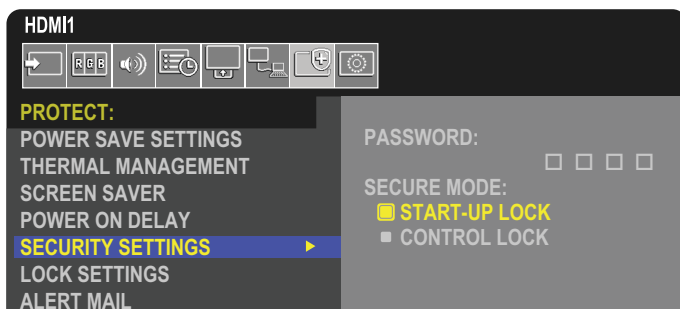 HDMI1
R G B
PROTECT:
POWER SAVE SETTINGS
THERMAL MANAGEMENT
SCREEN SAVER
POWER ON DELAY
SECURITY SETTINGS
LOCK SETTINGS
ALERT MAIL
PASSWORD:
SECURE MODE:
START-UP LOCK
CONTROL LOCK